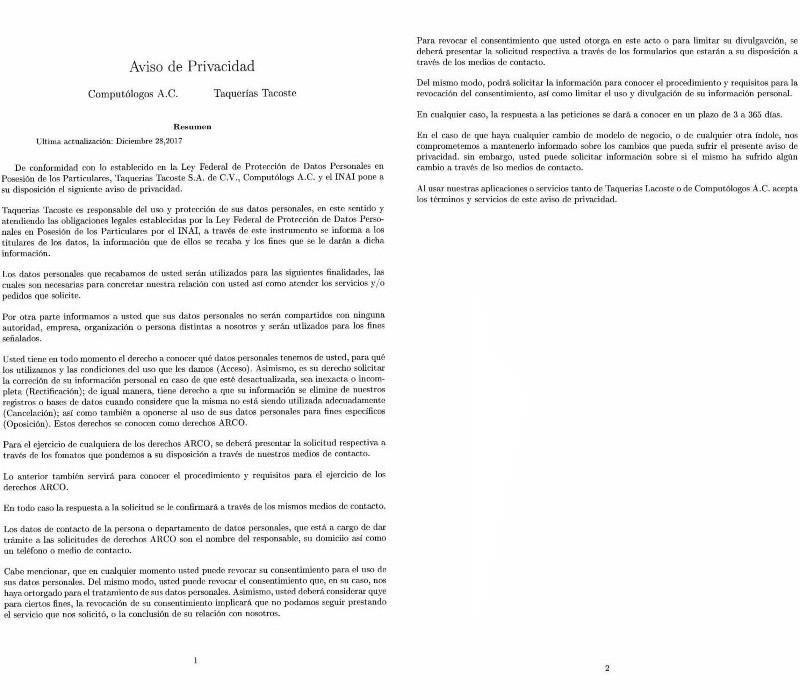 Aviso de Privacidad
Computólogos A.C. Taquerías Tacoste
Resumen
Ultima actualización: Diciembre 28,2017
De conformidad con lo establecido en la Ley Federal de Protección de Datos Personales en
Posesión de los Particulares, Taquerias Tacoste S.A. de C.V., Computólogs A.C. y el INAI pone a
su disposición el siguiente aviso de privacidad.
Taquerias Tacoste es responsable del uso y protección de sus datos personales, en este sentido y
atendiendo las obligaciones legales establecidas por la Ley Federal de Protección de Datos Perso-
nales en Posesión de los Particulares por el INAI, a través de este instrumento se informa a los
titulares de los datos, la información que de ellos se recaba y los fines que se le darán a dicha
información.
Los datos personales que recabamos de usted serán utilizados para las siguientes finalidades, las
cuales son necesarias para concretar nuestra relación con usted así como atender los servicios y/o
pedidos que solicite.
Por otra parte informamos a usted que sus datos personales no serán compartidos con ninguna
autoridad, empresa, organización o persona distintas a nosotros y serán utlizados para los fines
señalados.
Usted tiene en todo momento el derecho a conocer qué datos personales tenemos de usted, para qué
los utilizamos y las condiciones del uso que les damos (Acceso). Asimismo, es su derecho solicitar
la correción de su información personal en caso de que esté desactualizada, sea inexacta o incom-
pleta (Rectificación); de igual manera, tiene derecho a que su información se elimine de nuestros
registros o bases de datos cuando considere que la misma no está siendo utilizada adecuadamente
(Cancelación); así como también a oponerse al uso de sus datos personales para fines específicos
(Oposición). Estos derechos se conocen como derechos ARCO.
Para el ejercicio de cualquiera de los derechos ARCO, se deberá presentar la solicitud respectiva a
través de los fomatos que pondemos a su disposición a través de nuestros medios de contacto.
Lo anterior también servirá para conocer el procedimiento y requisitos para el ejercicio de los
derechos ARCO.
En todo caso la respuesta a la solicitud se le confirmará a través de los mismos medios de contacto.
Los datos de contacto de la persona o departamento de datos personales, que está a cargo de dar
trámite a las solicitudes de derechos ARCO son el nombre del responsable, su domiciio así como
un teléfono o medio de contacto.
Cabe mencionar, que en cualquier momento usted puede revocar su consentimiento para el uso de
sus datos personales. Del mismo modo, usted puede revocar el consentimiento que, en su caso, nos
haya ortorgado para el tratamiento de sus datos personales. Asimismo, usted deberá considerar quye
para ciertos fines, la revocación de su consentimiento implicará que no podamos seguir prestando
el servicio que nos solicitó, o la conclusión de su relación con nosotros.
1
Para revocar el consentimiento que usted otorga en este acto o para limitar su divulgavción, se
deberá presentar la solicitud respectiva a través de los formularios que estarán a su disposición a
través de los medios de contacto.
Del mismo modo, podrá solicitar la información para conocer el procedimiento y requisitos para la
revocación del consentimiento, así como limitar el uso y divulgación de su información personal.
En cualquier caso, la respuesta a las peticiones se dará a conocer en un plazo de 3 a 365 días.
En el caso de que haya cualquier cambio de modelo de negocio, o de cualquier otra índole, nos
comprometemos a mantenerlo informado sobre los cambios que pueda sufrir el presente aviso de
privacidad. sin embargo, usted puede solicitar información sobre si el mismo ha sufrido algún
cambio a través de lso medios de contacto.
Al usar nuestras aplicaciones o servicios tanto de Taquerias Lacoste o de Computólogos A.C. acepta
los términos y servicios de este aviso de privacidad.
2